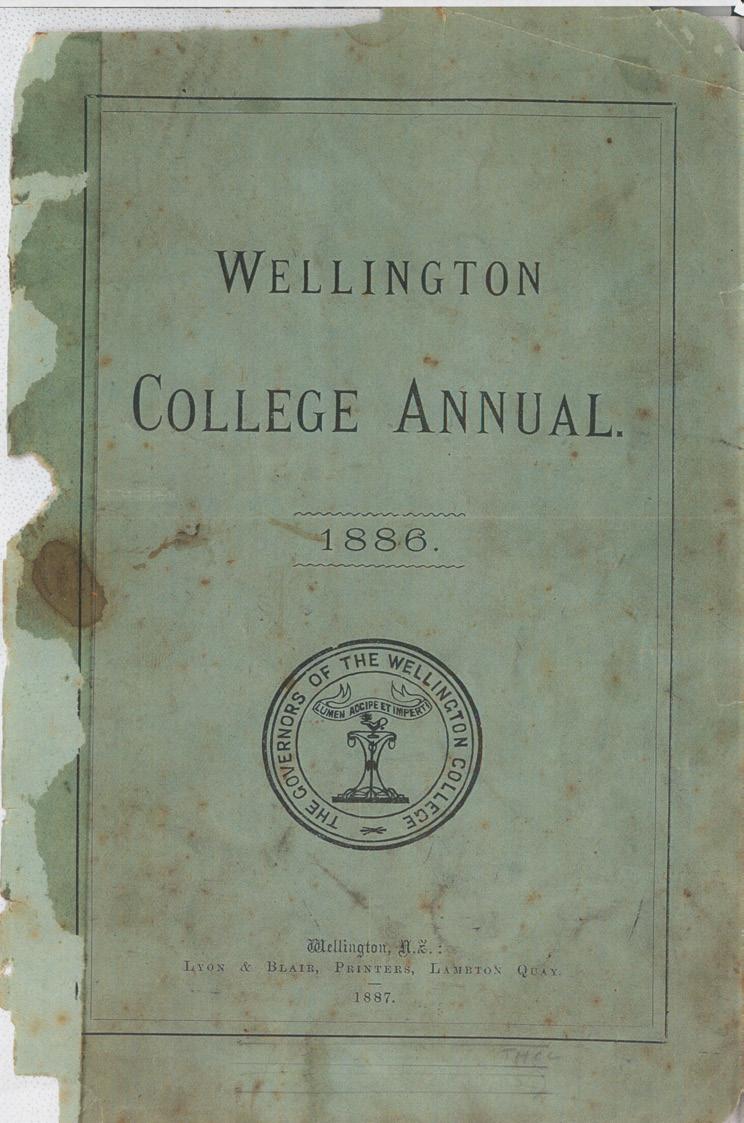 WELLINGTON
COLLEGE ANNUAL.
1886.
THE GOVERNORS OF THE WELLINGTON COLLEGE
LUMEN ACCIPE ET IMPERTI
Wellington, N.Z.:
LYON & BLAIR, PRINTERS, LAMBTON QUAY.
1887.